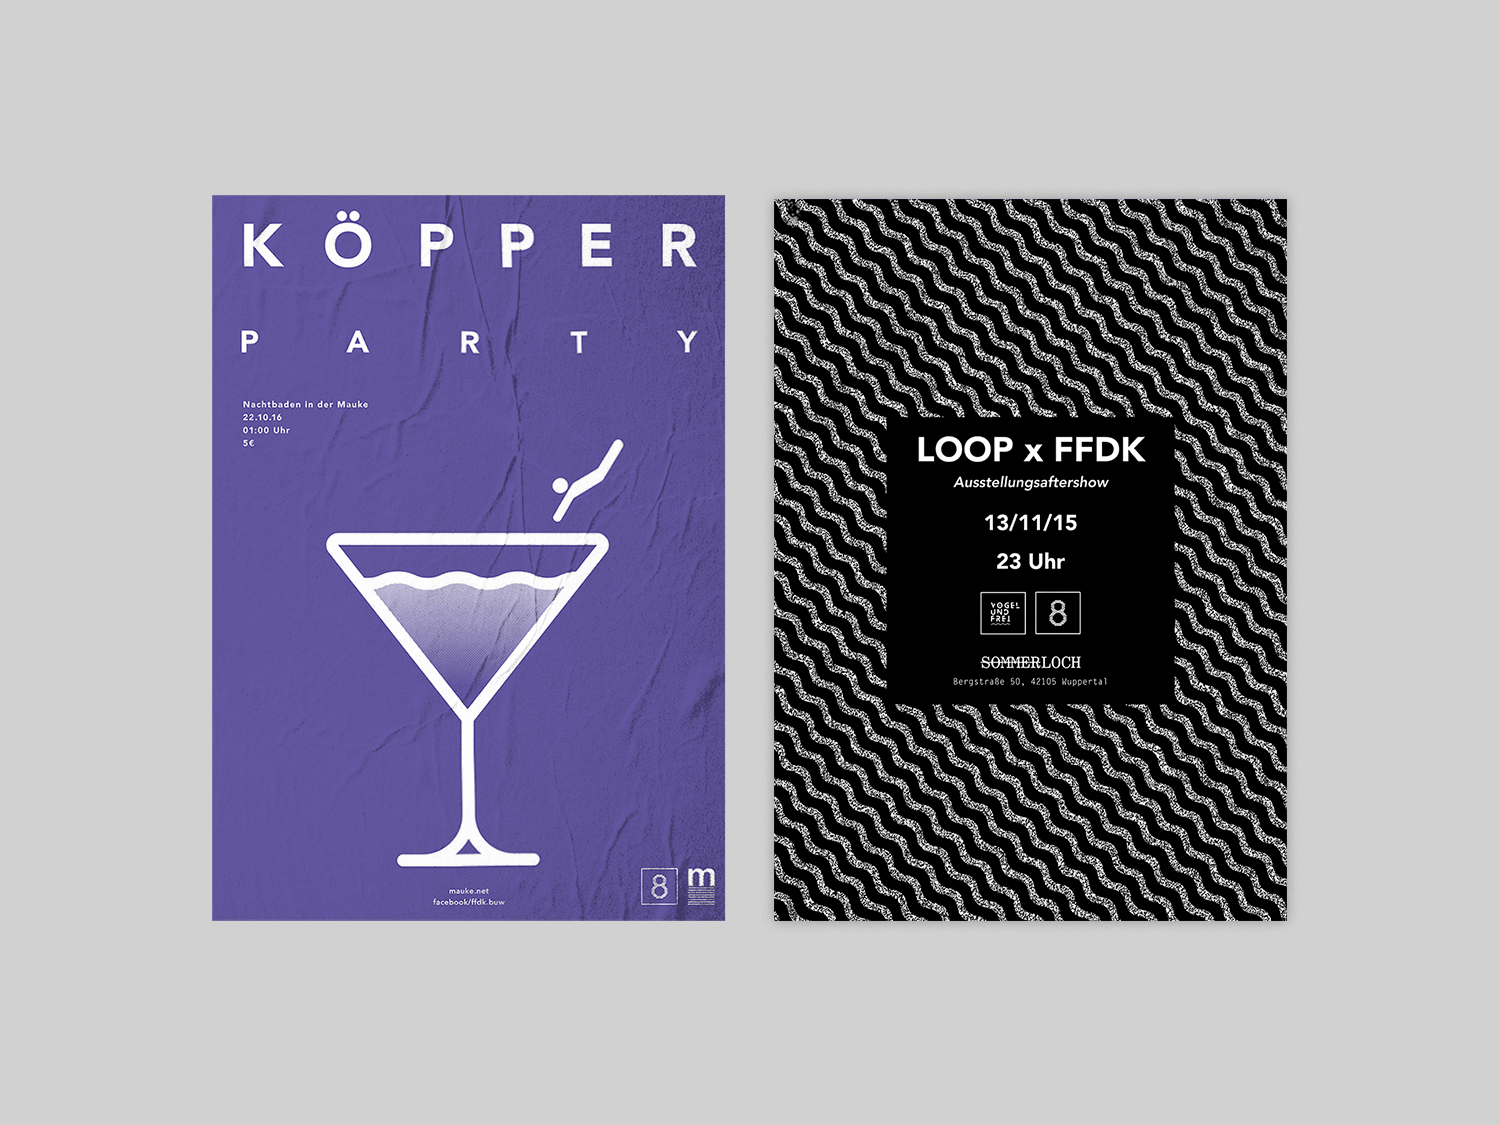 KÖPPER
PARTY
Nachtbaden in der Mauke
22.10.16
01:00 Uhr
5€
mauke.net
facebook/ffdk.buw
8
m
LOOP x FFDK
Ausstellungsaftershow
13/11/15
23 Uhr
VOGEL
UND
FREI
8
SOMMERLOCH
Bergstraße 50, 42105 Wuppertal